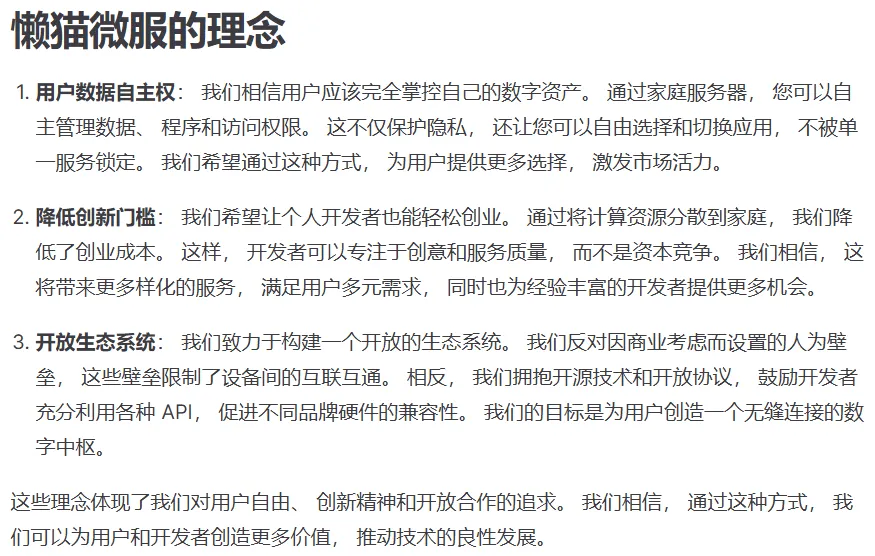 懒猫微服的理念
1. 用户数据自主权： 我们相信用户应该完全掌控自己的数字资产。 通过家庭服务器， 您可以自
主管理数据、 程序和访问权限。 这不仅保护隐私， 还让您可以自由选择和切换应用， 不被单
一服务锁定。 我们希望通过这种方式， 为用户提供更多选择， 激发市场活力。
2. 降低创新门槛： 我们希望让个人开发者也能轻松创业。 通过将计算资源分散到家庭， 我们降
低了创业成本。 这样， 开发者可以专注于创意和服务质量， 而不是资本竞争。 我们相信， 这
将带来更多样化的服务， 满足用户多元需求， 同时也为经验丰富的开发者提供更多机会。
3. 开放生态系统： 我们致力于构建一个开放的生态系统。 我们反对因商业考虑而设置的人为壁
垒， 这些壁垒限制了设备间的互联互通。 相反， 我们拥抱开源技术和开放协议， 鼓励开发者
充分利用各种 API， 促进不同品牌硬件的兼容性。 我们的目标是为用户创造一个无缝连接的数
字中枢。
这些理念体现了我们对用户自由、 创新精神和开放合作的追求。 我们相信， 通过这种方式， 我
们可以为用户和开发者创造更多价值， 推动技术的良性发展。